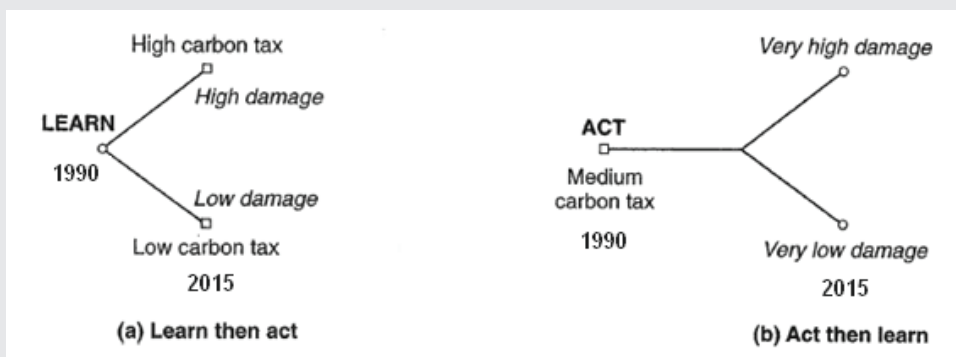 High carbon tax
High damage
LEARN
1990
Low damage
Low carbon tax
2015
(a) Learn then act
Very high damage
ACT
Medium
carbon tax
1990
Very low damage
2015
(b) Act then learn